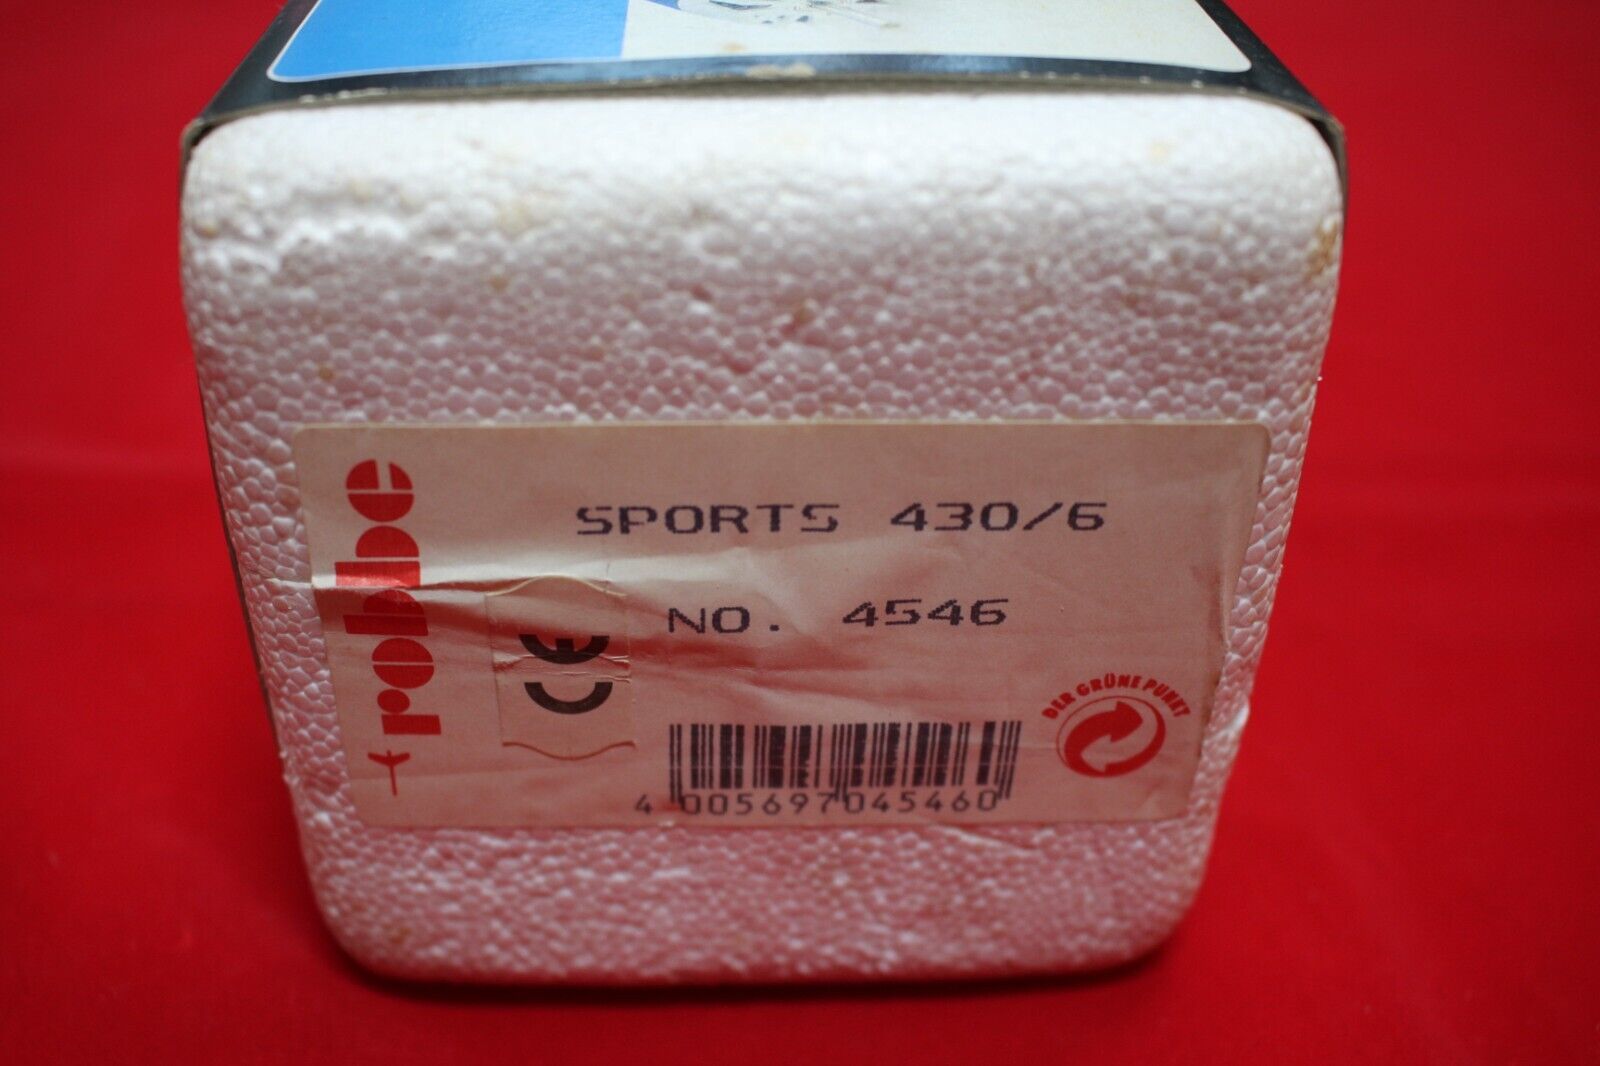 robbe
SPORTS 430/6
NO. 4546
CE
DER GRÜNE PUNKT
4 005697 045460